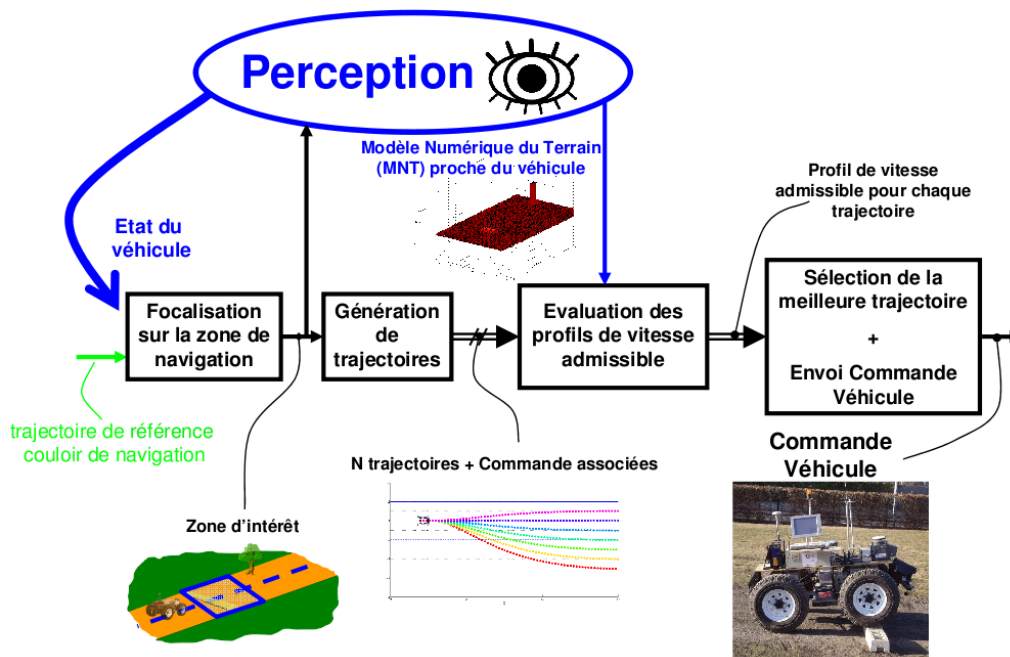 Perception
Modèle Numérique du Terrain
(MNT) proche du véhicule
Profil de vitesse
admissible pour chaque
trajectoire
Etat du
véhicule
Focalisation
sur la zone de
navigation
Génération
de
trajectoires
Evaluation des
profils de vitesse
admissible
Sélection de la
meilleure trajectoire
+
Envoi Commande
Véhicule
trajectoire de référence
couloir de navigation
N trajectoires + Commande associées
Commande
Véhicule
Zone d'intérêt